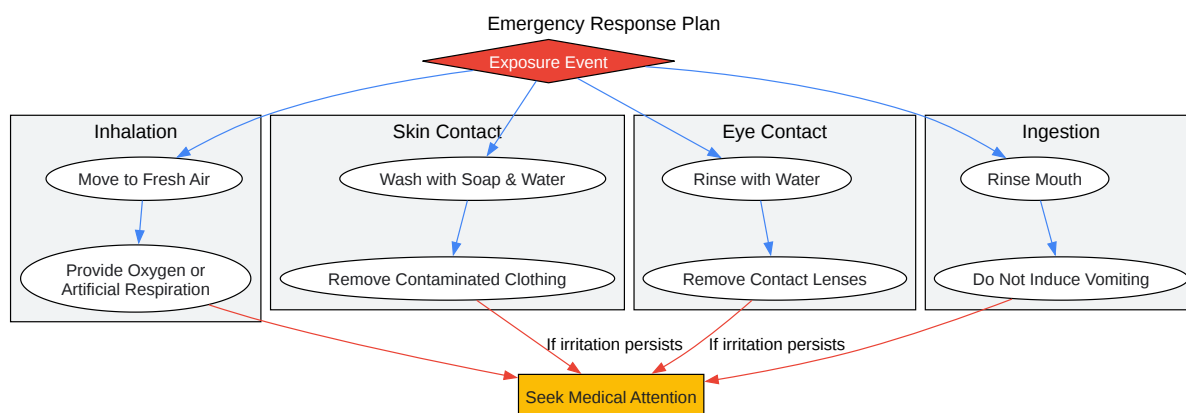 Emergency Response Plan
Exposure Event
Inhalation
Skin Contact
Eye Contact
Ingestion
Move to Fresh Air
Wash with Soap & Water
Rinse with Water
Rinse Mouth
Provide Oxygen or
Artificial Respiration
Remove Contaminated Clothing
Remove Contact Lenses
Do Not Induce Vomiting
If irritation persists
If irritation persists
Seek Medical Attention